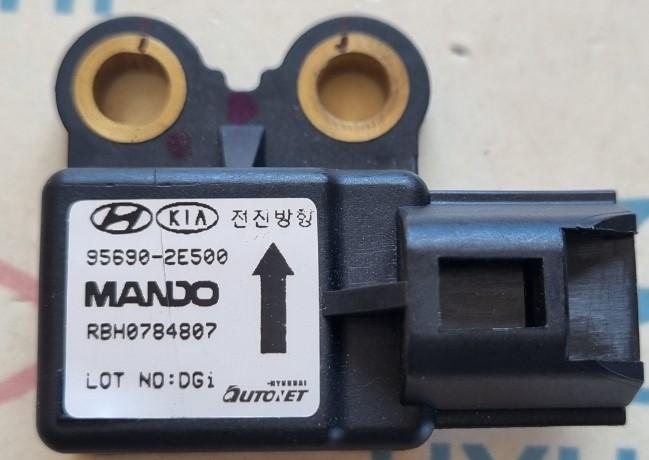 KIA 전진방향
95690-2E500
MANDO
RBH0784807
LOT NO:DGi
HYUNDAI
AUTONET